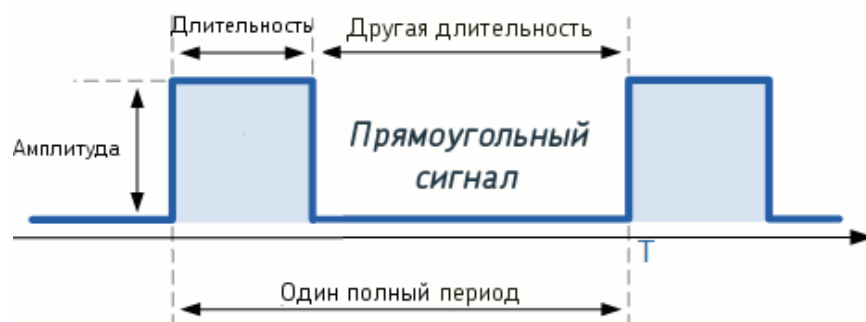 Длительность
Другая длительность
Амплитуда
Прямоугольный
сигнал
T
Один полный период